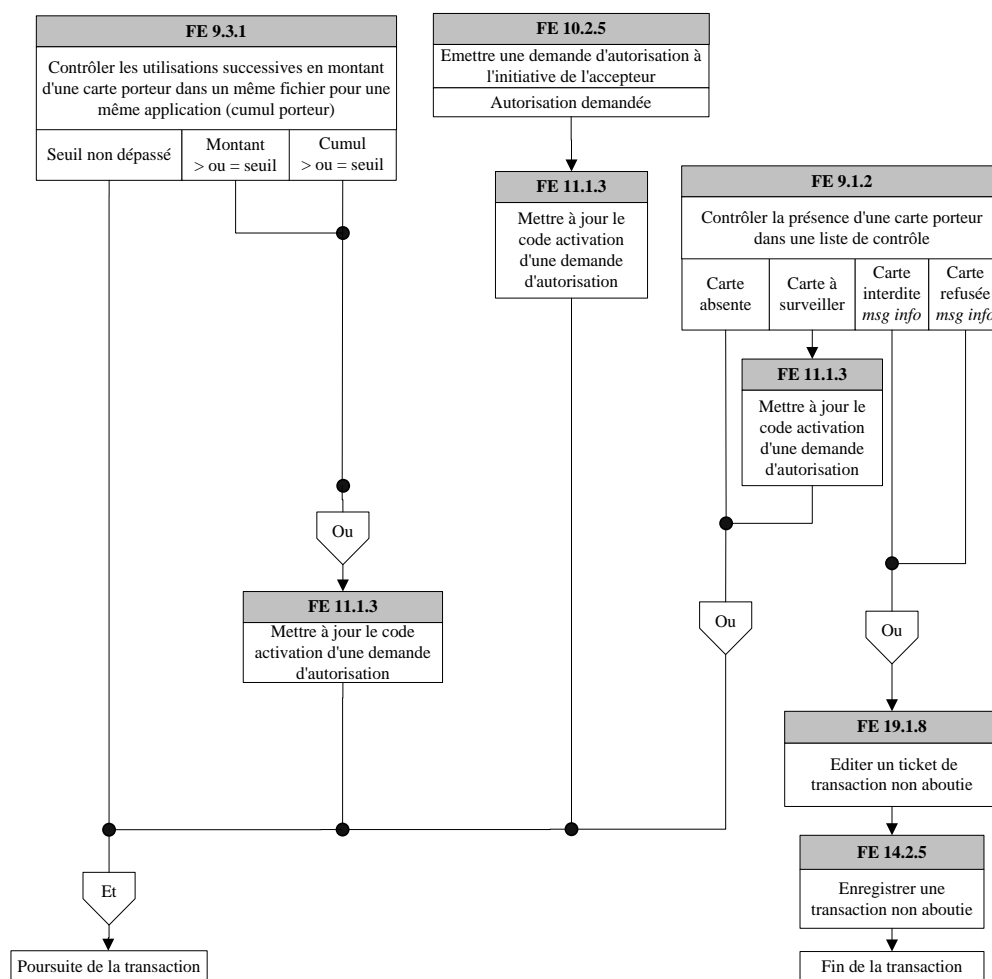 FE 9.3.1
Contrôler les utilisations successives en montant
d'une carte porteur dans un même fichier pour une
même application (cumul porteur)
Seuil non dépassé
Montant
> ou = seuil
Cumul
> ou = seuil
FE 10.2.5
Emettre une demande d'autorisation à
l'initiative de l'accepteur
Autorisation demandée
FE 11.1.3
Mettre à jour le
code activation
d'une demande
d'autorisation
FE 9.1.2
Contrôler la présence d'une carte porteur
dans une liste de contrôle
Carte
absente
Carte à
surveiller
Carte
interdite
msg info
Carte
refusée
msg info
FE 11.1.3
Mettre à jour le
code activation
d'une demande
d'autorisation
Ou
FE 11.1.3
Mettre à jour le code
activation d'une demande
d'autorisation
Ou
Ou
FE 19.1.8
Editer un ticket de
transaction non aboutie
FE 14.2.5
Enregistrer une
transaction non aboutie
Et
Poursuite de la transaction
Fin de la transaction